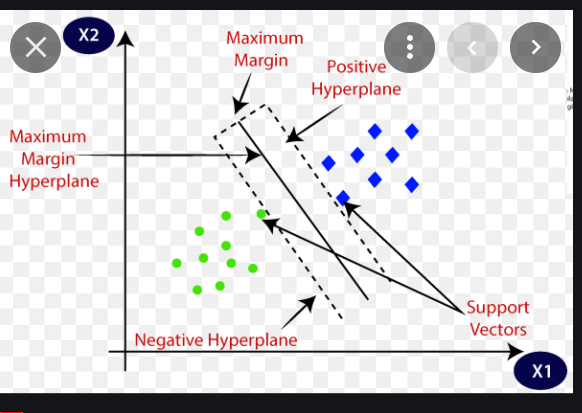 X2
Maximum
Margin
Positive
Hyperplane
Maximum
Margin
Hyperplane
Support
Vectors
Negative Hyperplane
X1